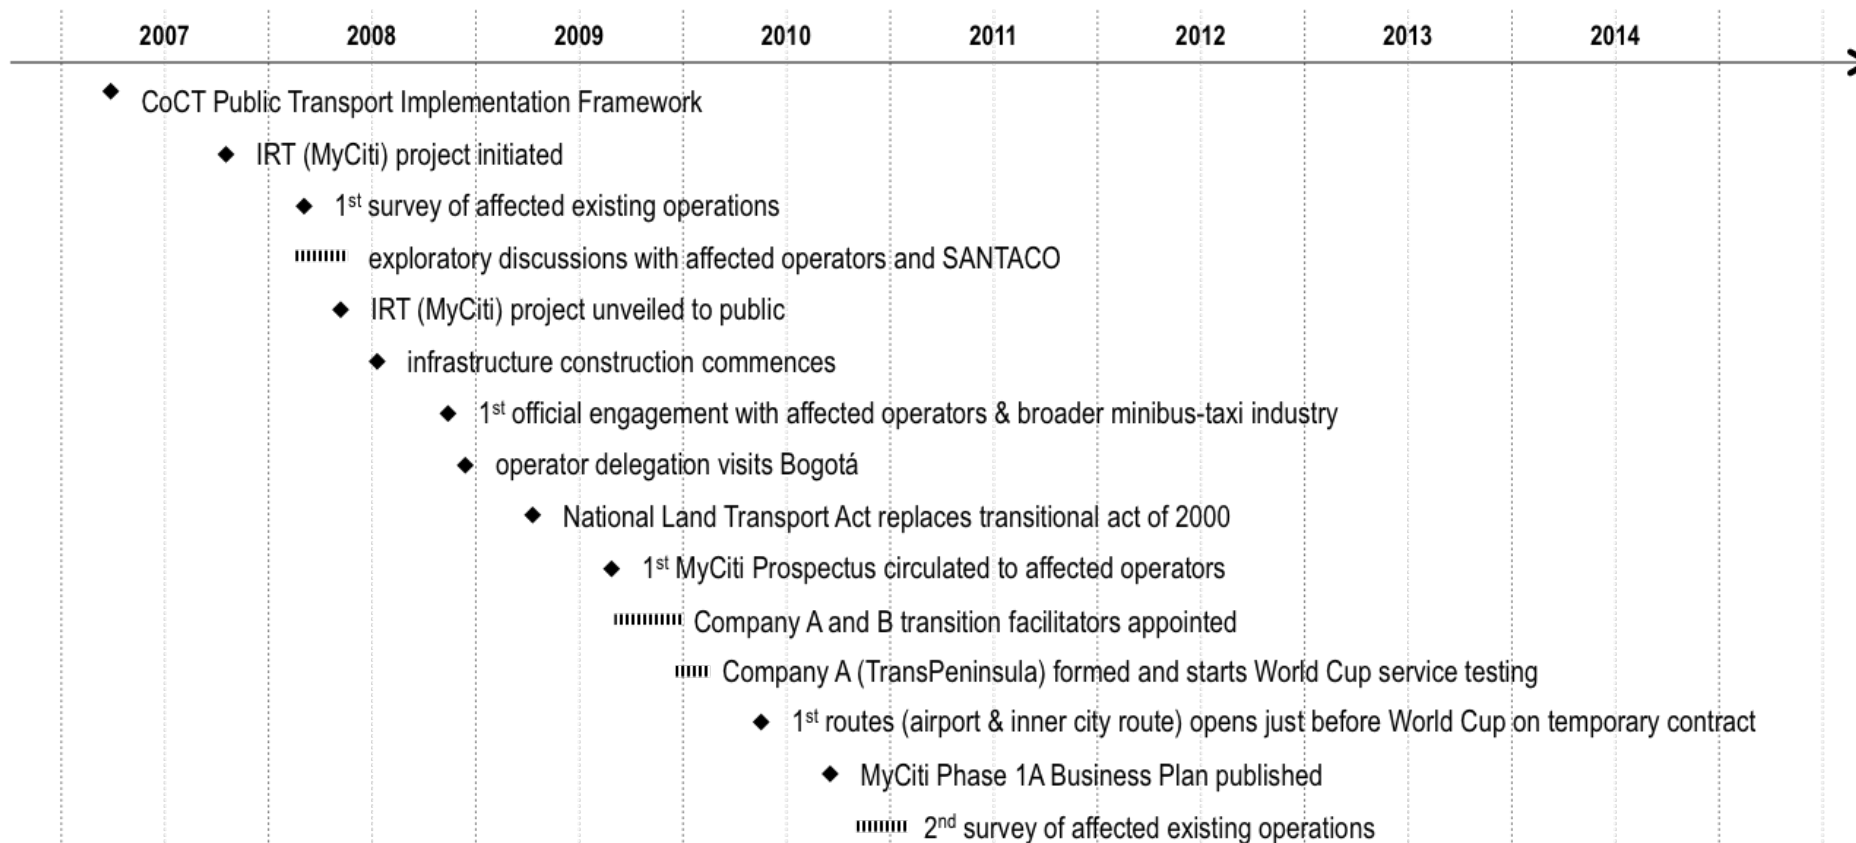 2007 2008 2009 2010 2011 2012 2013 2014
CoCT Public Transport Implementation Framework
IRT (MyCiti) project initiated
1st survey of affected existing operations
exploratory discussions with affected operators and SANTACO
IRT (MyCiti) project unveiled to public
infrastructure construction commences
1st official engagement with affected operators & broader minibus-taxi industry
operator delegation visits Bogotá
National Land Transport Act replaces transitional act of 2000
1st MyCiti Prospectus circulated to affected operators
Company A and B transition facilitators appointed
Company A (TransPeninsula) formed and starts World Cup service testing
1st routes (airport & inner city route) opens just before World Cup on temporary contract
MyCiti Phase 1A Business Plan published
2nd survey of affected existing operations